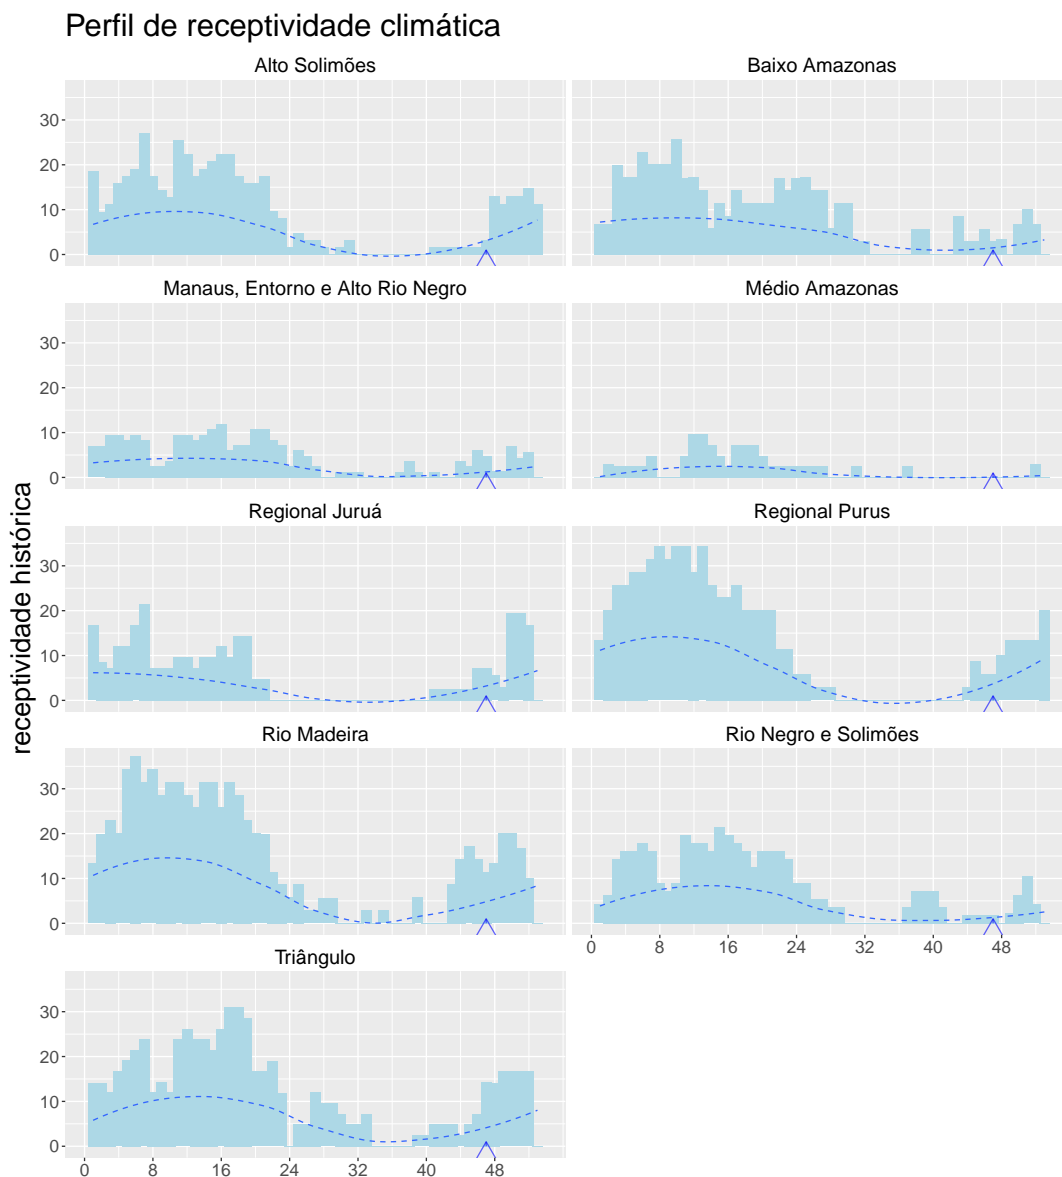 Perfil de receptividade climática
Alto Solimões
Baixo Amazonas
30
20
10
0
Manaus, Entorno e Alto Rio Negro
Médio Amazonas
30
20
10
0
Regional Juruá
Regional Purus
30
20
10
0
receptividade histórica
Rio Madeira
Rio Negro e Solimões
30
20
10
0
0 8 16 24 32 40 48
Triângulo
30
20
10
0
0 8 16 24 32 40 48